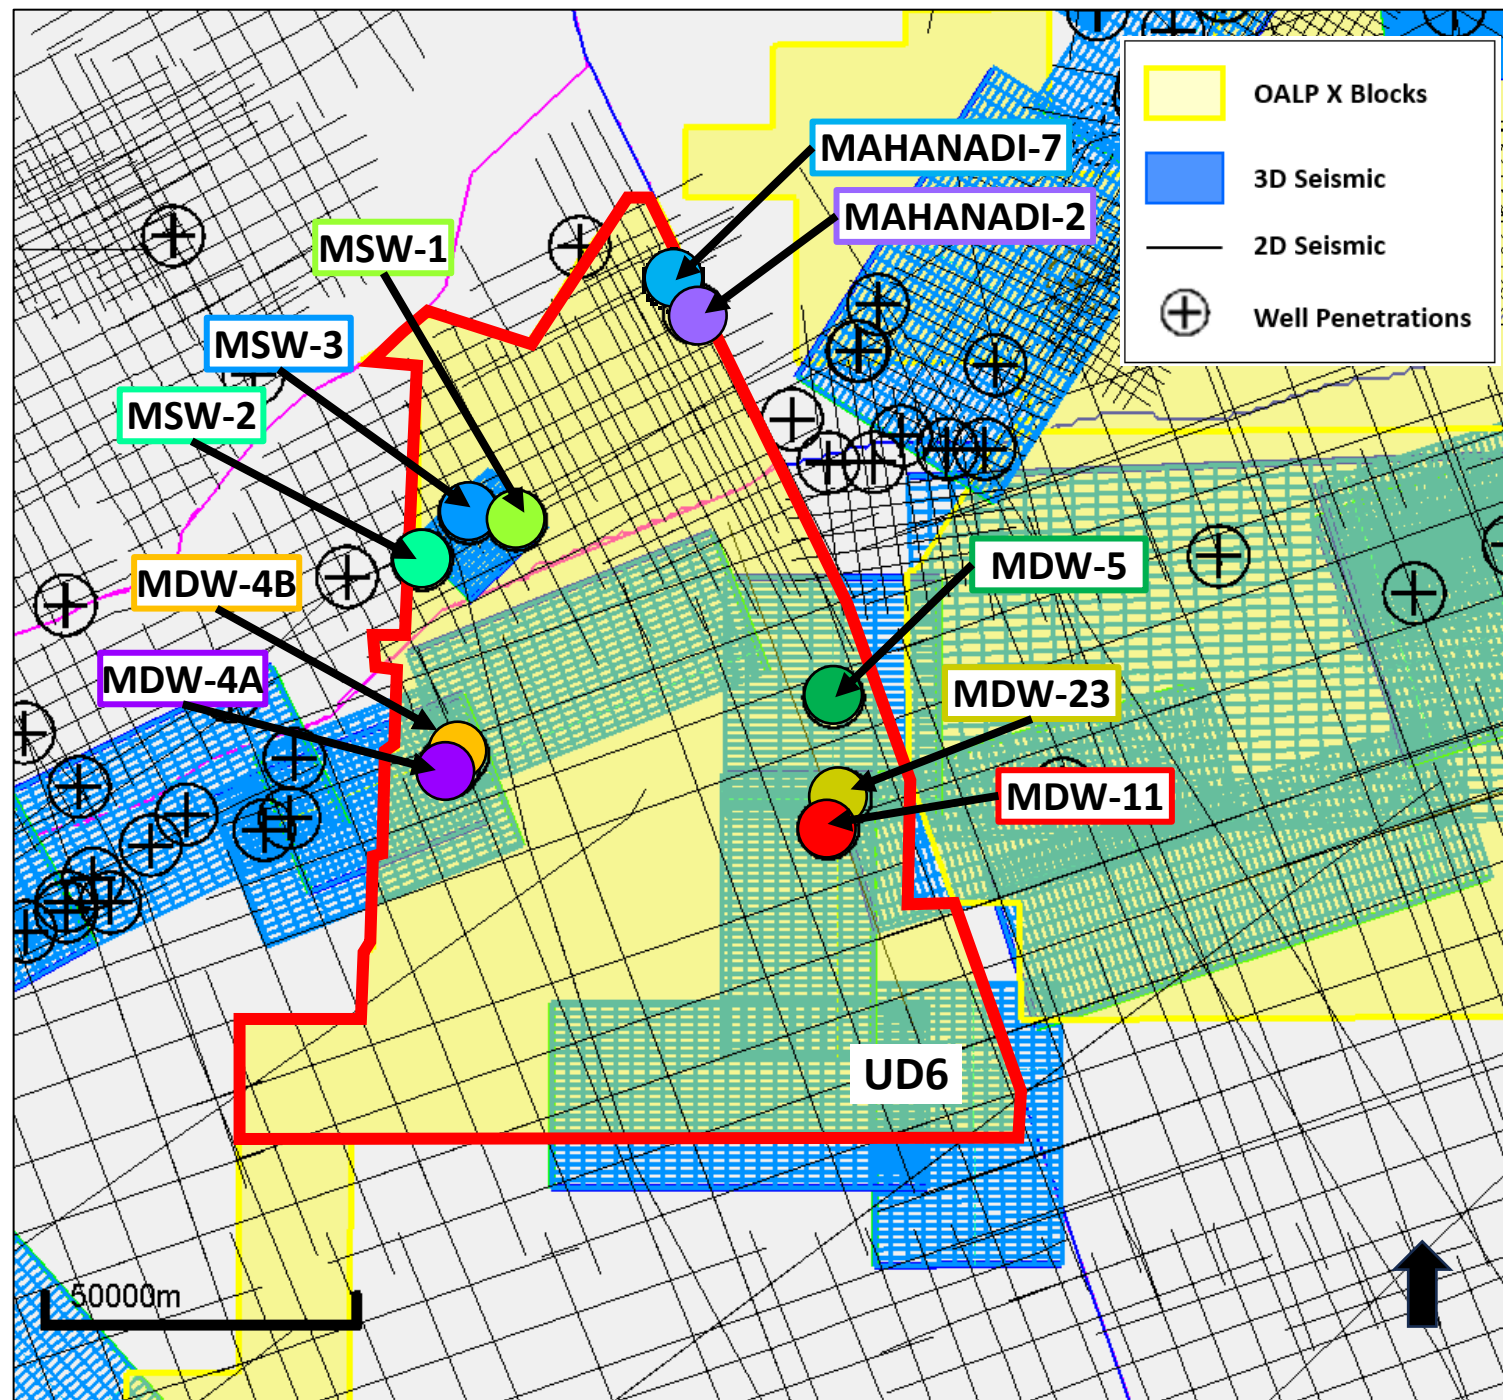 OALP X Blocks
3D Seismic
2D Seismic
Well Penetrations
MAHANADI-7
MAHANADI-2
MSW-1
MSW-3
MSW-2
MDW-4B
MDW-4A
MDW-5
MDW-23
MDW-11
UD6
50000m